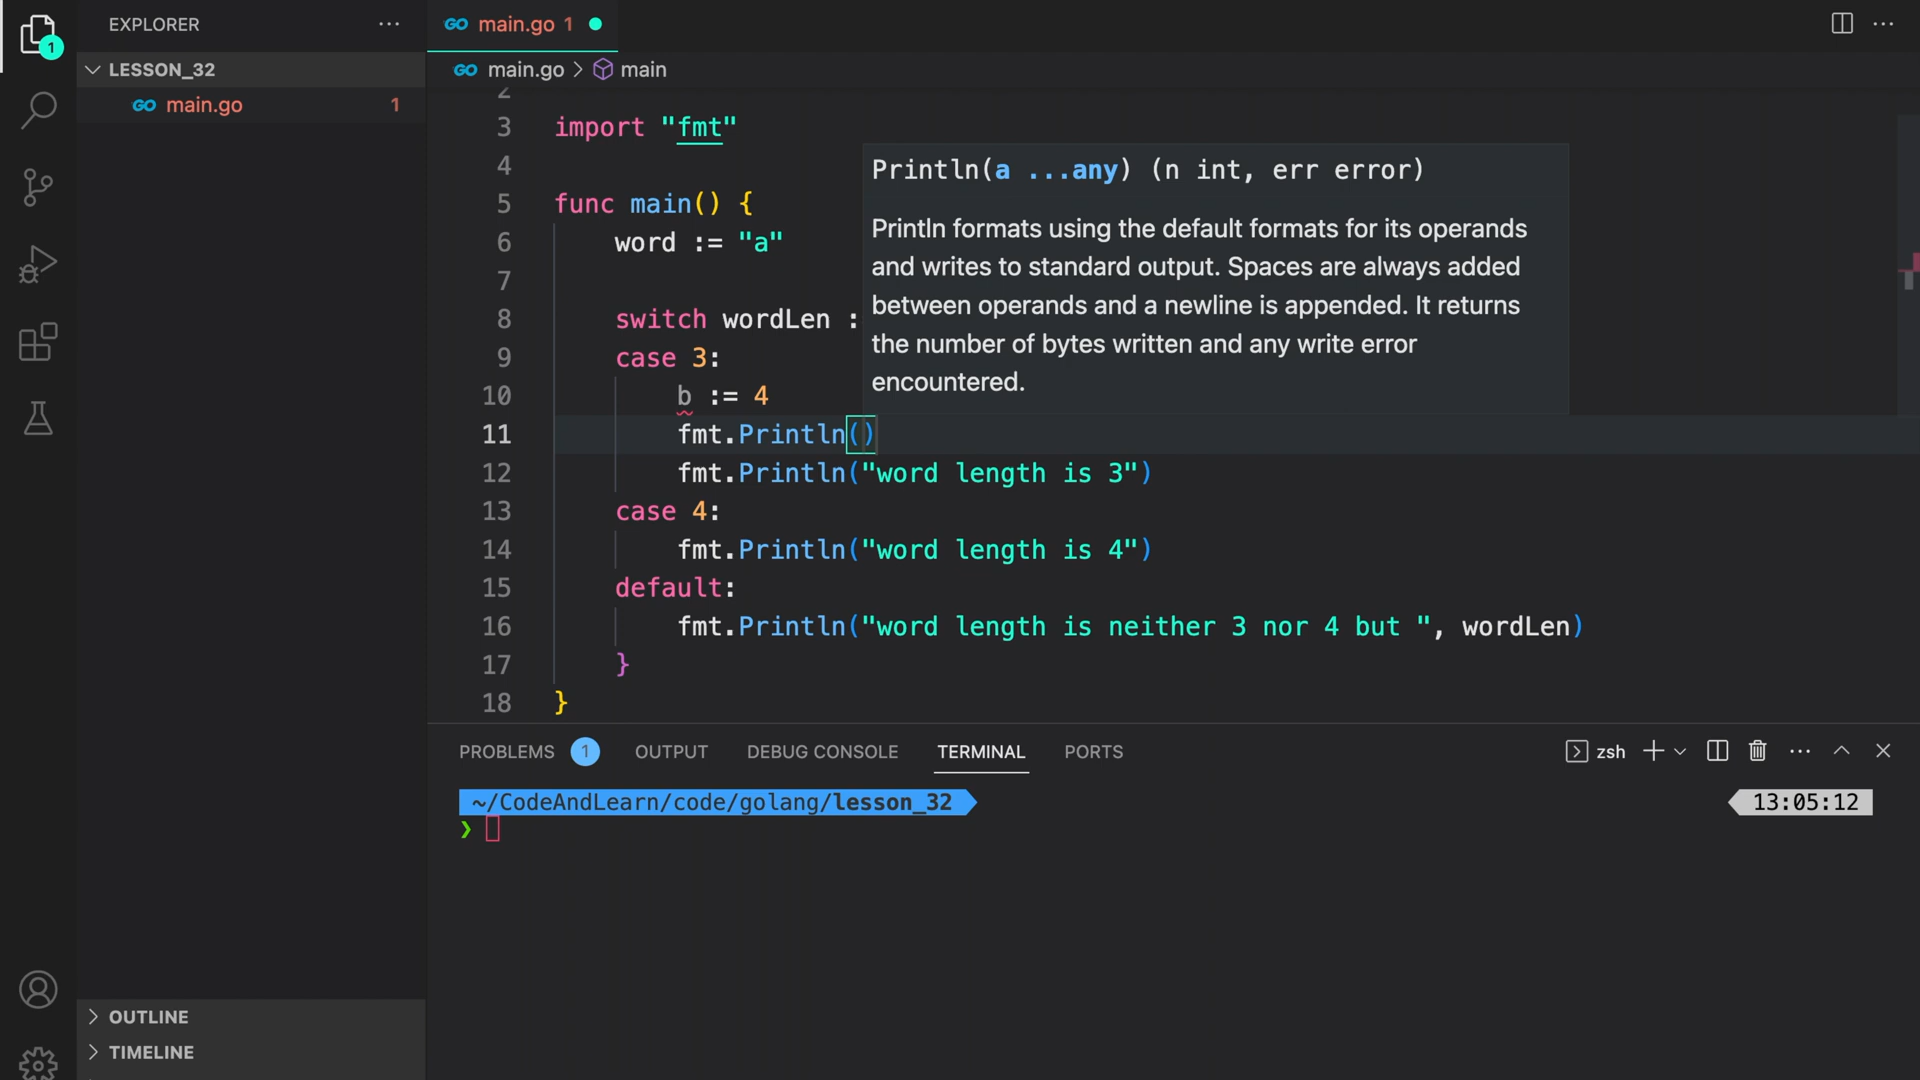 EXPLORER
LESSON_32
main.go 1
OUTLINE
TIMELINE
1
main.go 1
main.go > main
2
3 import "fmt"
4
5 func main() {
6 word := "a"
7
8 switch wordLen :
9 case 3:
10 b := 4
11 fmt.Println()
12 fmt.Println("word length is 3")
13 case 4:
14 fmt.Println("word length is 4")
15 default:
16 fmt.Println("word length is neither 3 nor 4 but ", wordLen)
17 }
18 }
Println(a ...any) (n int, err error)
Println formats using the default formats for its operands
and writes to standard output. Spaces are always added
between operands and a newline is appended. It returns
the number of bytes written and any write error
encountered.
PROBLEMS 1 OUTPUT DEBUG CONSOLE TERMINAL PORTS zsh
~/CodeAndLearn/code/golang/lesson_32 13:05:12
❯